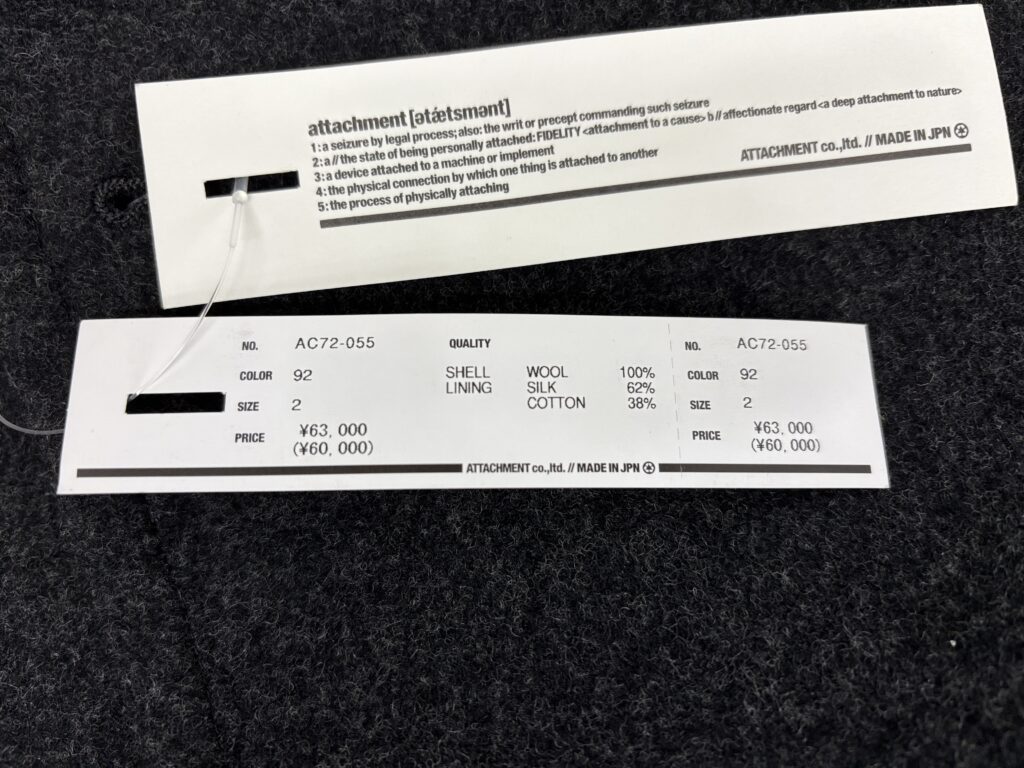 attachment [ətǽtsmənt]
1 : a seizure by legal process; also: the writ or precept commanding such seizure
2 : a // the state of being personally attached: FIDELITY <attachment to a cause> b // affectionate regard <a deep attachment to nature>
3 : a device attached to a machine or implement
4 : the physical connection by which one thing is attached to another
5 : the process of physically attaching
ATTACHMENT co.,ltd. // MADE IN JPN
NO. AC72-055
COLOR 92
SIZE 2
PRICE ¥63,000
(¥60,000)
QUALITY
SHELL WOOL 100%
LINING SILK 62%
COTTON 38%
NO. AC72-055
COLOR 92
SIZE 2
PRICE ¥63,000
(¥60,000)
ATTACHMENT co.,ltd. // MADE IN JPN